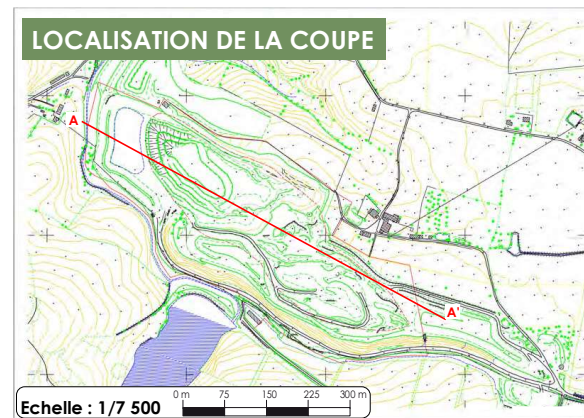 LOCALISATION DE LA COUPE
A
A'
Echelle : 1/7 500
0 m 75 150 225 300 m